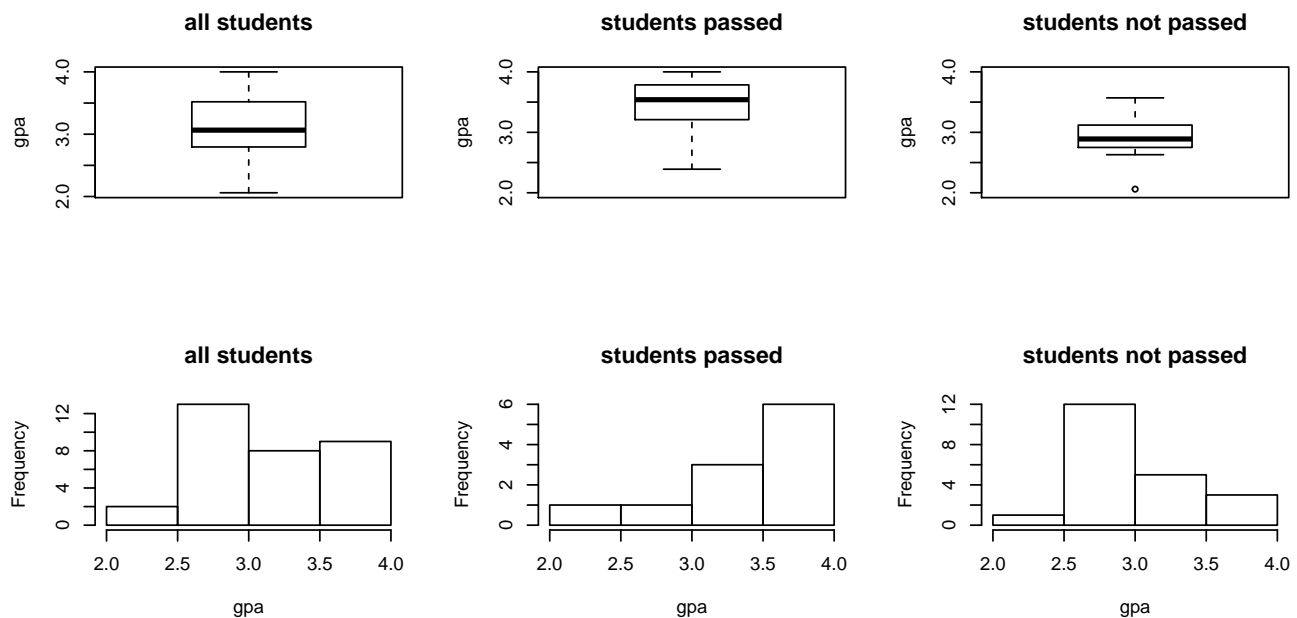 all students
4.0
3.0
2.0
gpa
students passed
4.0
3.0
2.0
gpa
students not passed
4.0
3.0
2.0
gpa
all students
12
8
4
0
Frequency
2.0 2.5 3.0 3.5 4.0
gpa
students passed
6
4
2
0
Frequency
2.0 2.5 3.0 3.5 4.0
gpa
students not passed
12
8
4
0
Frequency
2.0 2.5 3.0 3.5 4.0
gpa